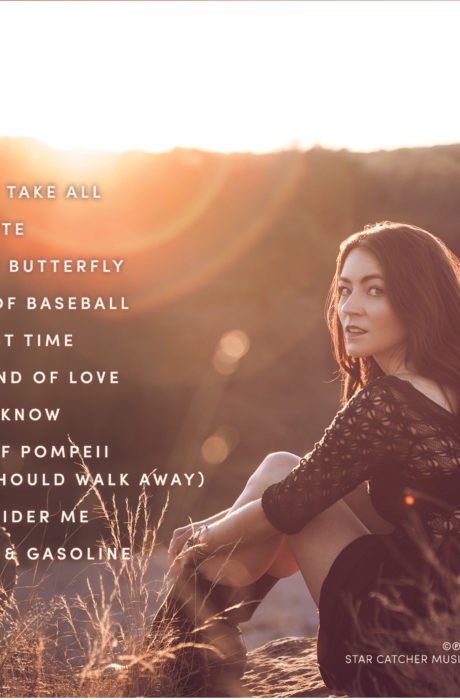 TAKE ALL
TE
BUTTERFLY
OF BASEBALL
ST TIME
ND OF LOVE
KNOW
F POMPEII
HOULD WALK AWAY)
IDER ME
& GASOLINE
©℗
STAR CATCHER MUSI